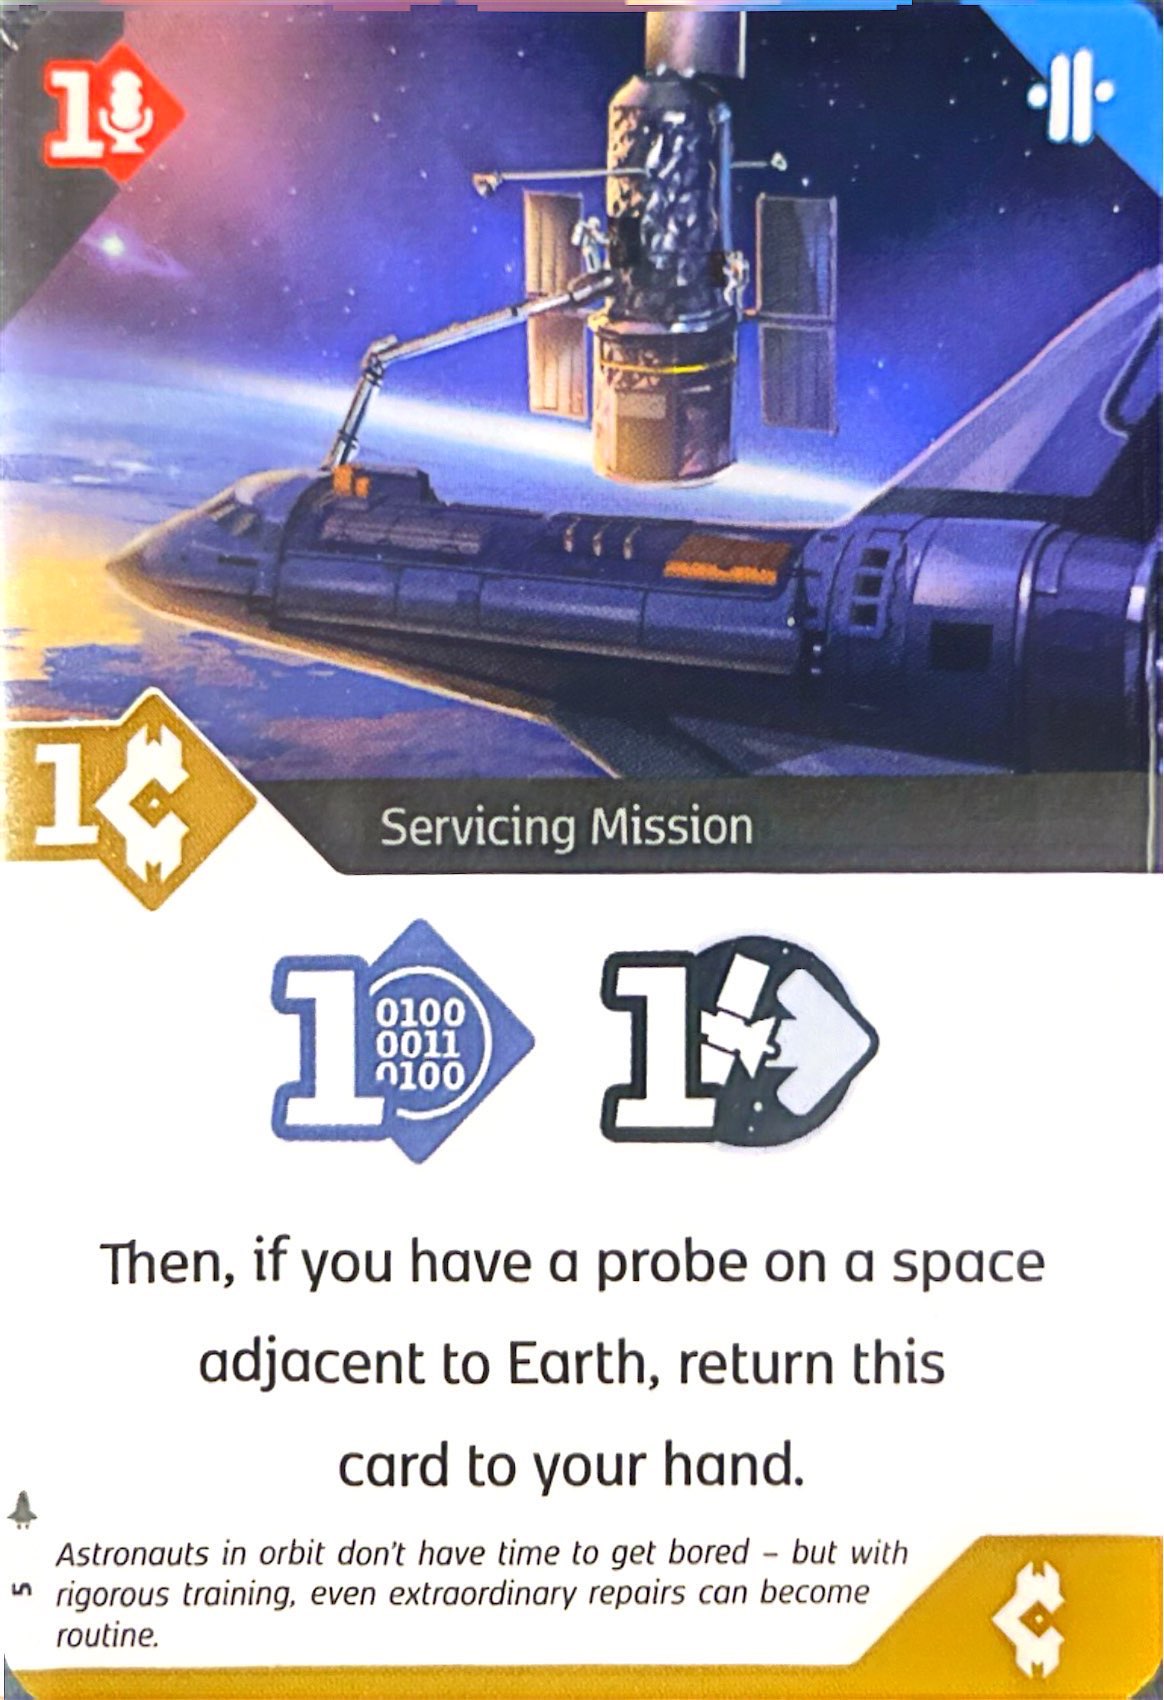 1
1
Servicing Mission
1 0100
0011
0100
1
Then, if you have a probe on a space
adjacent to Earth, return this
card to your hand.
Astronauts in orbit don't have time to get bored – but with
5
rigorous training, even extraordinary repairs can become
routine.